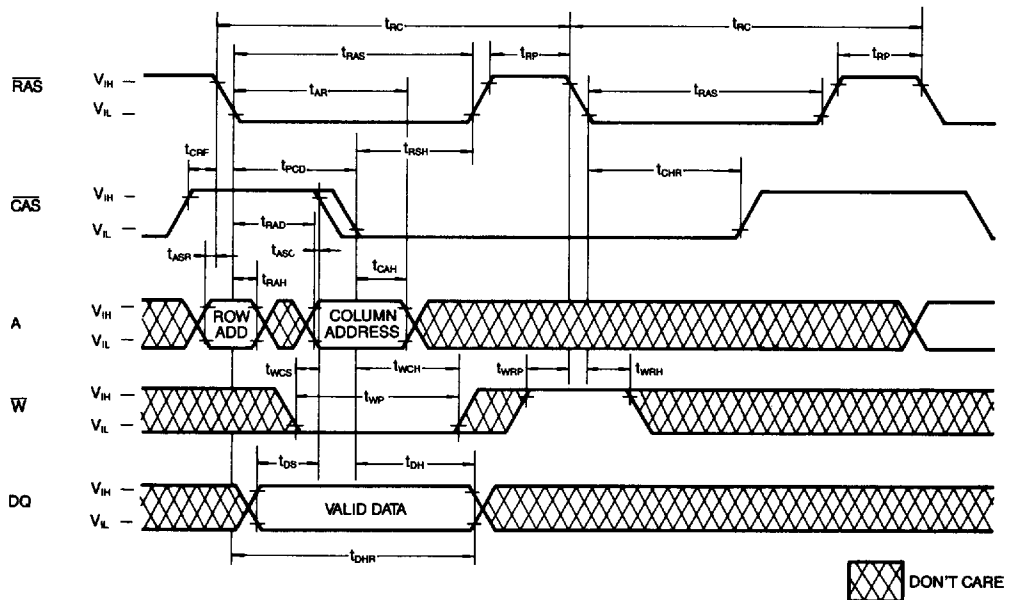 tRC tRC
tRAS tRP tRP
RAS VIH
tAR tRAS
VIL
tCRF tPCD tRSH tCHR
CAS VIH
VIL tRAD
tASR tASC
tRAH tCAH
A VIH ROW ADD COLUMN ADDRESS
VIL
tWCS tWCH tWRP tWRH
W VIH
tWP
VIL
tDS tDH
DQ VIH
VALID DATA
VIL
tDHR
DON'T CARE